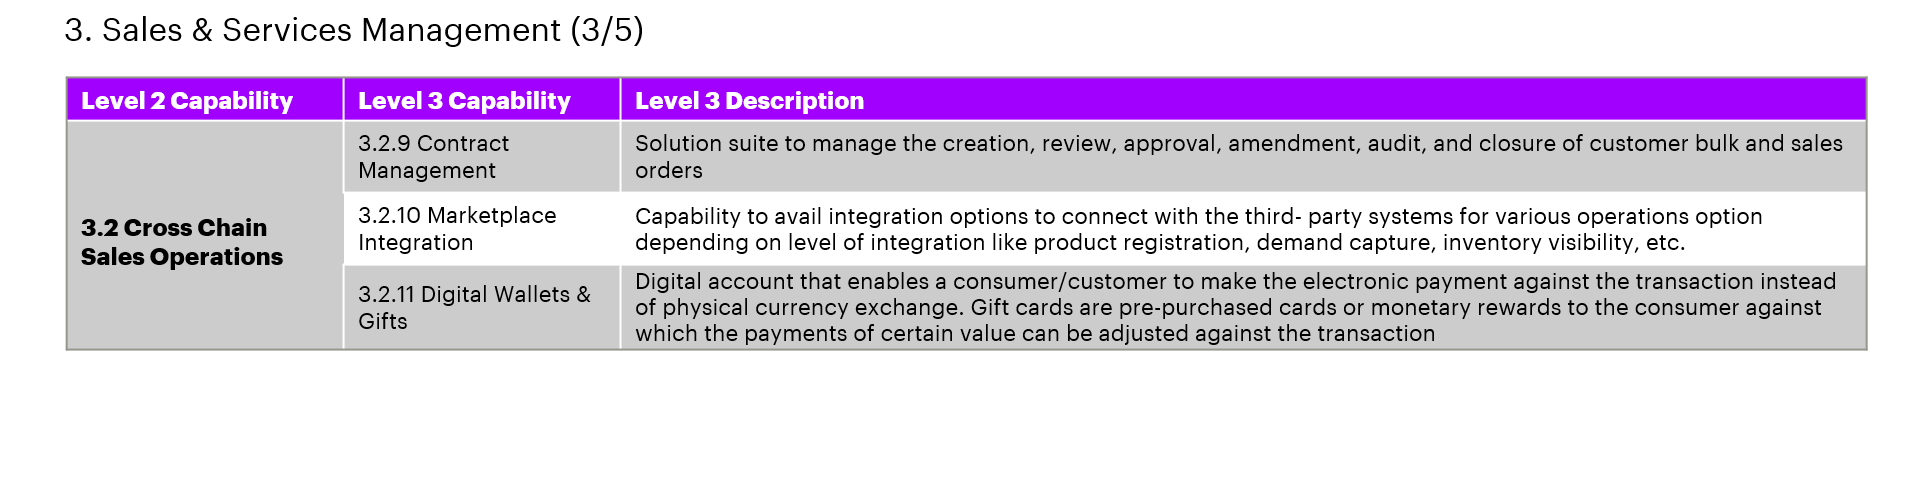 3. Sales & Services Management (3/5)
Level 2 Capability
Level 3 Capability
Level 3 Description
3.2 Cross Chain
Sales Operations
3.2.9 Contract
Management
Solution suite to manage the creation, review, approval, amendment, audit, and closure of customer bulk and sales
orders
3.2.10 Marketplace
Integration
Capability to avail integration options to connect with the third- party systems for various operations option
depending on level of integration like product registration, demand capture, inventory visibility, etc.
3.2.11 Digital Wallets &
Gifts
Digital account that enables a consumer/customer to make the electronic payment against the transaction instead
of physical currency exchange. Gift cards are pre-purchased cards or monetary rewards to the consumer against
which the payments of certain value can be adjusted against the transaction